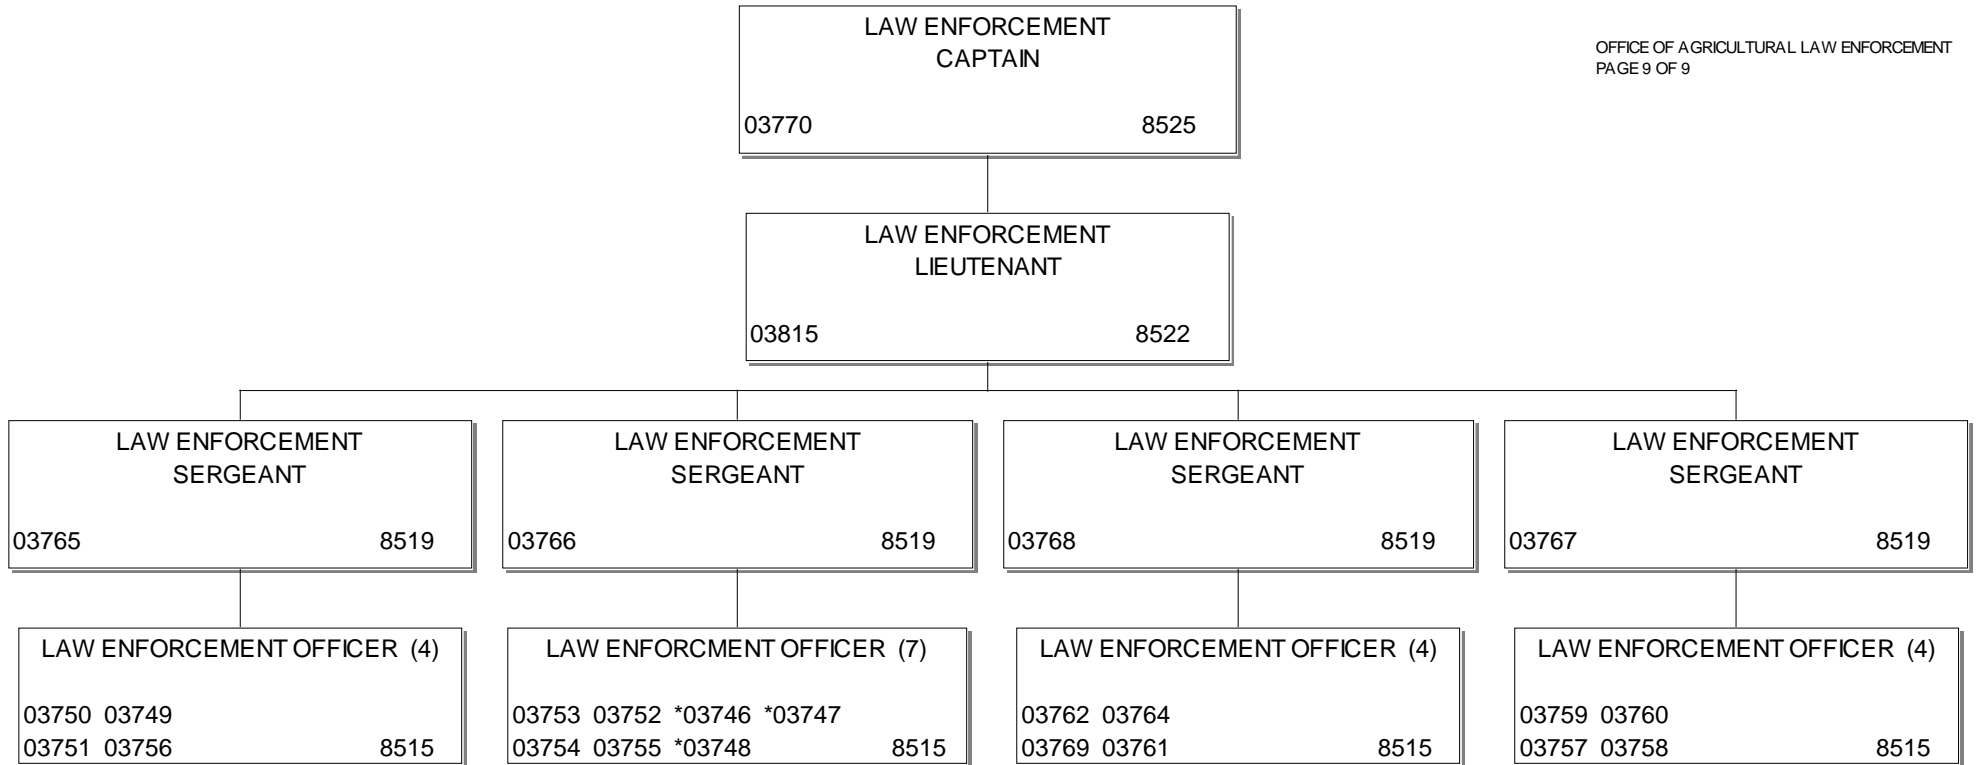 LAW ENFORCEMENT
CAPTAIN
03770 8525
OFFICE OF AGRICULTURAL LAW ENFORCEMENT
PAGE 9 OF 9
LAW ENFORCEMENT
LIEUTENANT
03815 8522
LAW ENFORCEMENT
SERGEANT
03765 8519
LAW ENFORCEMENT
SERGEANT
03766 8519
LAW ENFORCEMENT
SERGEANT
03768 8519
LAW ENFORCEMENT
SERGEANT
03767 8519
LAW ENFORCEMENT OFFICER (4)
03750 03749
03751 03756 8515
LAW ENFORCMENT OFFICER (7)
03753 03752 *03746 *03747
03754 03755 *03748 8515
LAW ENFORCEMENT OFFICER (4)
03762 03764
03769 03761 8515
LAW ENFORCEMENT OFFICER (4)
03759 03760
03757 03758 8515